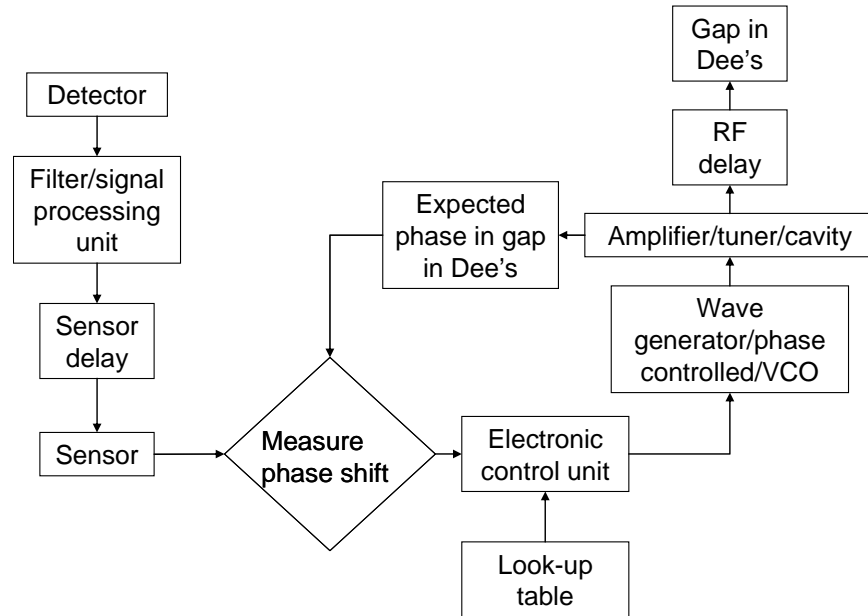 Gap in
Dee's
Detector
RF
delay
Filter/signal
processing
unit
Expected
phase in gap
in Dee's
Amplifier/tuner/cavity
Wave
generator/phase
controlled/VCO
Sensor
delay
Sensor
Measure
phase shift
Electronic
control unit
Look-up
table